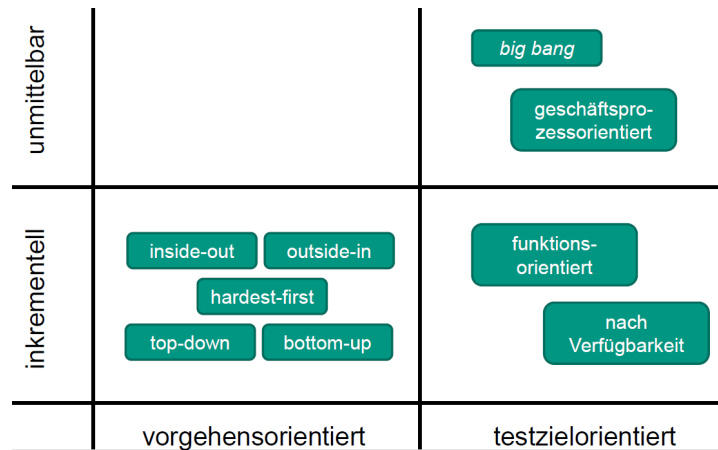 unmittelbar
big bang
geschäftspro-
zessorientiert
inkrementell
inside-out
outside-in
hardest-first
top-down
bottom-up
funktions-
orientiert
nach
Verfügbarkeit
vorgehensorientiert
testzielorientiert